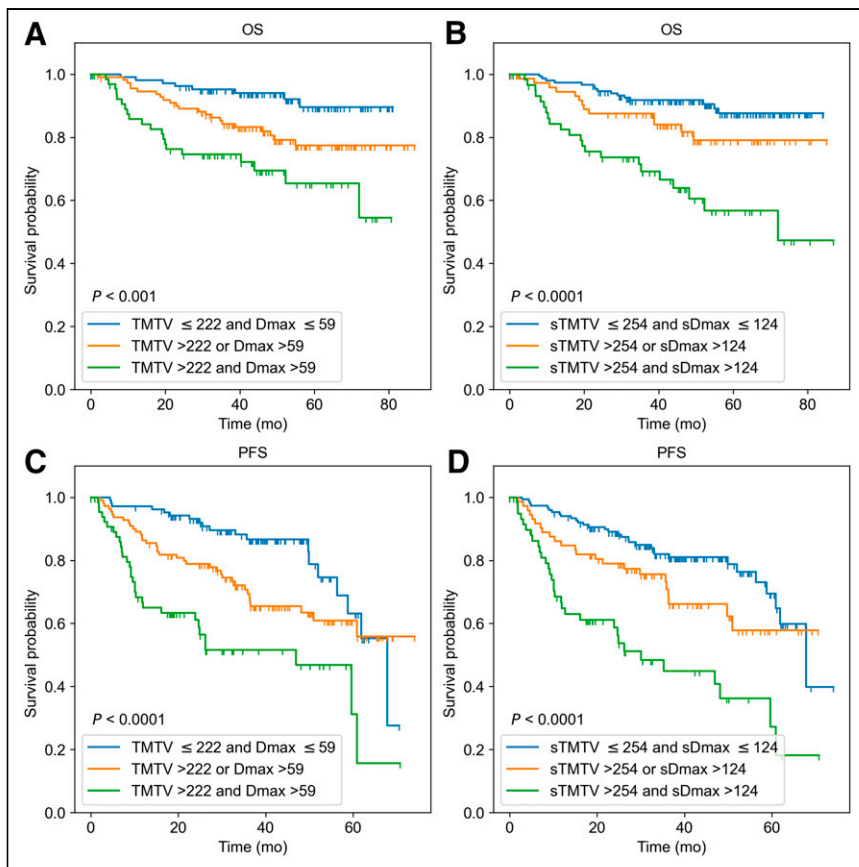 A
OS
1.0
0.8
0.6
0.4
0.2
0.0
Survival probability
P < 0.001
TMTV ≤ 222 and Dmax ≤ 59
TMTV >222 or Dmax >59
TMTV >222 and Dmax >59
0 20 40 60 80
Time (mo)
B
OS
1.0
0.8
0.6
0.4
0.2
0.0
Survival probability
P < 0.0001
sTMTV ≤ 254 and sDmax ≤ 124
sTMTV >254 or sDmax >124
sTMTV >254 and sDmax >124
0 20 40 60 80
Time (mo)
C
PFS
1.0
0.8
0.6
0.4
0.2
0.0
Survival probability
P < 0.0001
TMTV ≤ 222 and Dmax ≤ 59
TMTV >222 or Dmax >59
TMTV >222 and Dmax >59
0 20 40 60
Time (mo)
D
PFS
1.0
0.8
0.6
0.4
0.2
0.0
Survival probability
P < 0.0001
sTMTV ≤ 254 and sDmax ≤ 124
sTMTV >254 or sDmax >124
sTMTV >254 and sDmax >124
0 20 40 60
Time (mo)